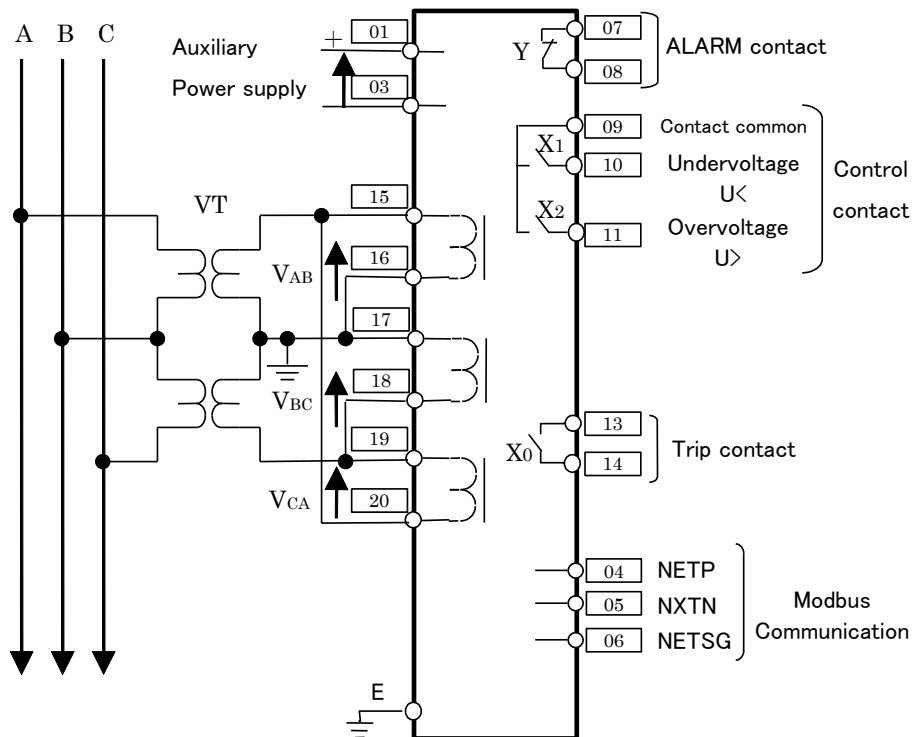 A B C
Auxiliary
Power supply
+
01
03
VT
15
16
VAB
17
18
VBC
19
VCA
20
E
Y
07
08
ALARM contact
09
Contact common
X1
10
Undervoltage
U<
X2
11
Overvoltage
U>
Control
contact
X0
13
14
Trip contact
04
NETP
05
NXTN
06
NETSG
Modbus
Communication